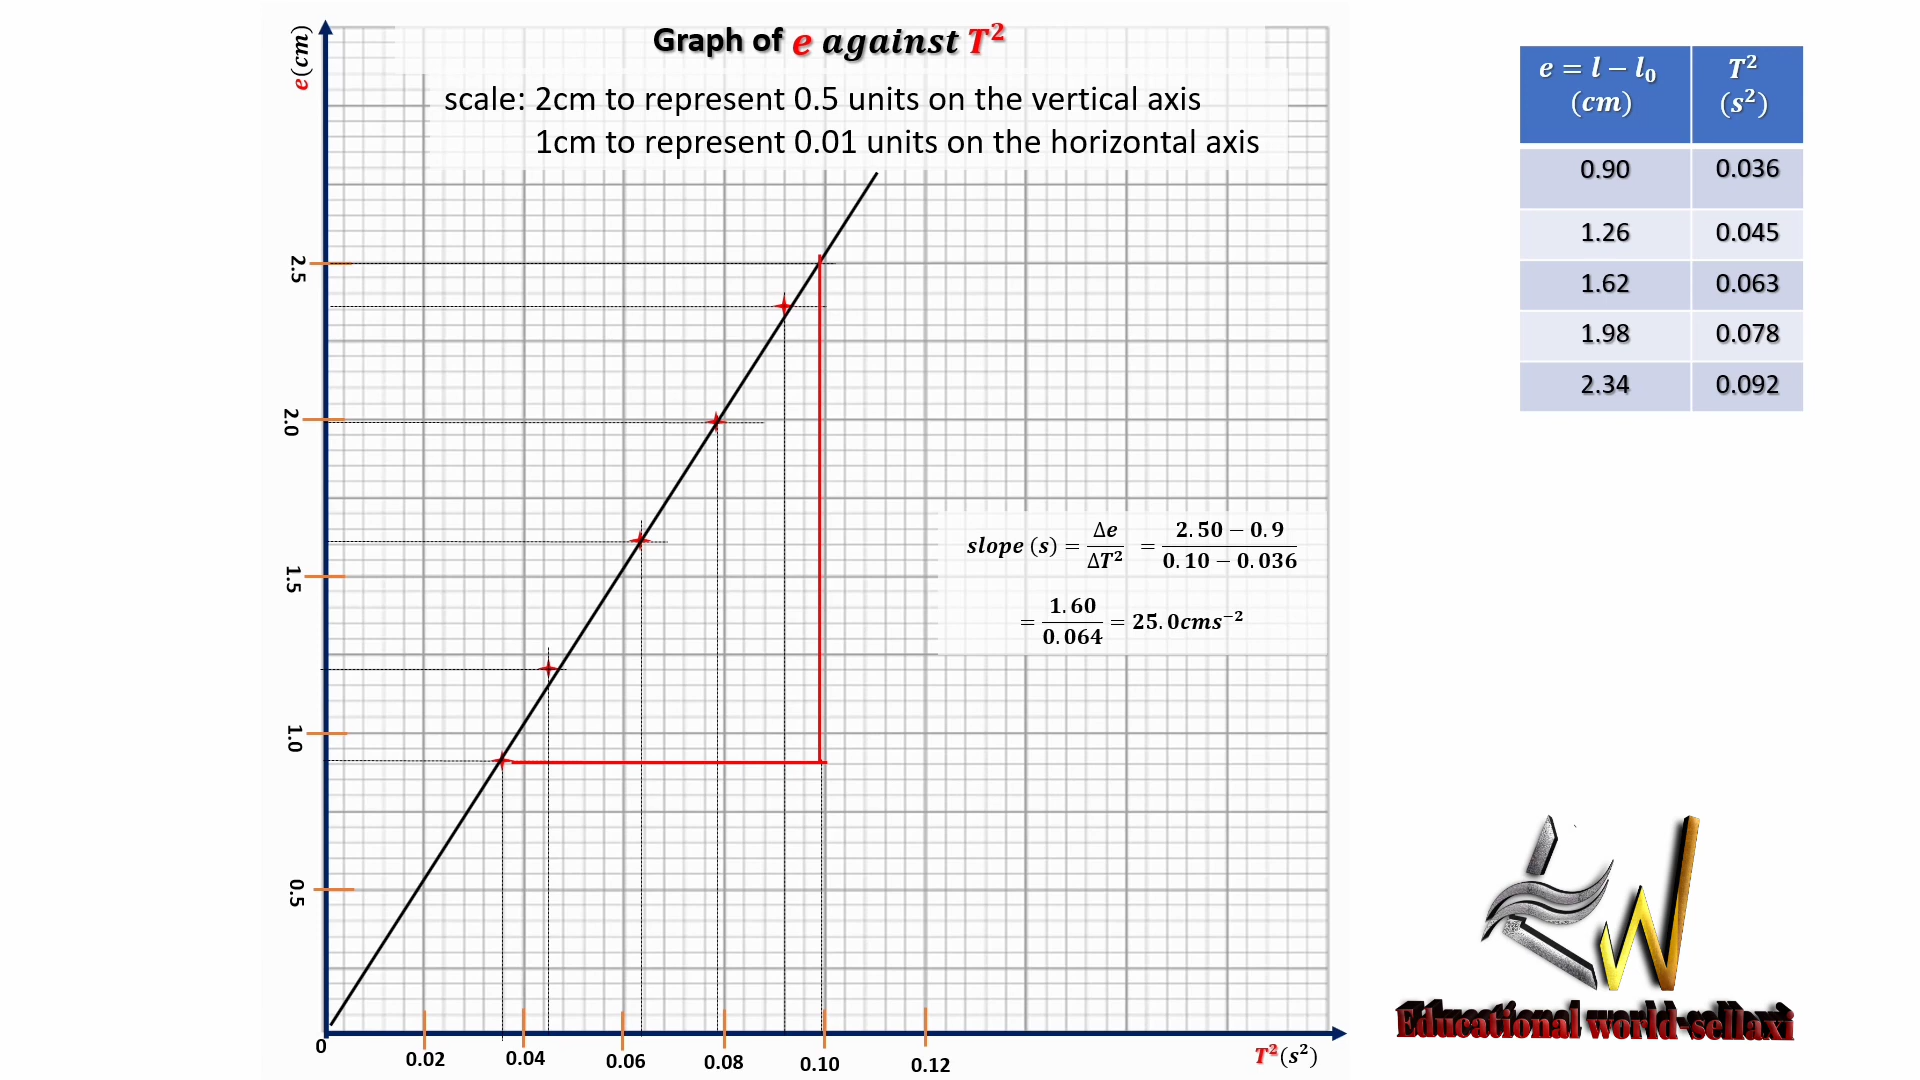 Graph of e against T²
scale: 2cm to represent 0.5 units on the vertical axis
1cm to represent 0.01 units on the horizontal axis
e(cm)
2.5
2.0
1.5
1.0
0.5
0
0.02
0.04
0.06
0.08
0.10
0.12
T²(s²)
slope (s) = Δe/ΔT² = 2.50 − 0.9/0.10 − 0.036
= 1.60/0.064 = 25.0cms⁻²
e = l − l₀ (cm) T² (s²)
0.90 0.036
1.26 0.045
1.62 0.063
1.98 0.078
2.34 0.092
Educational world-sellaxi